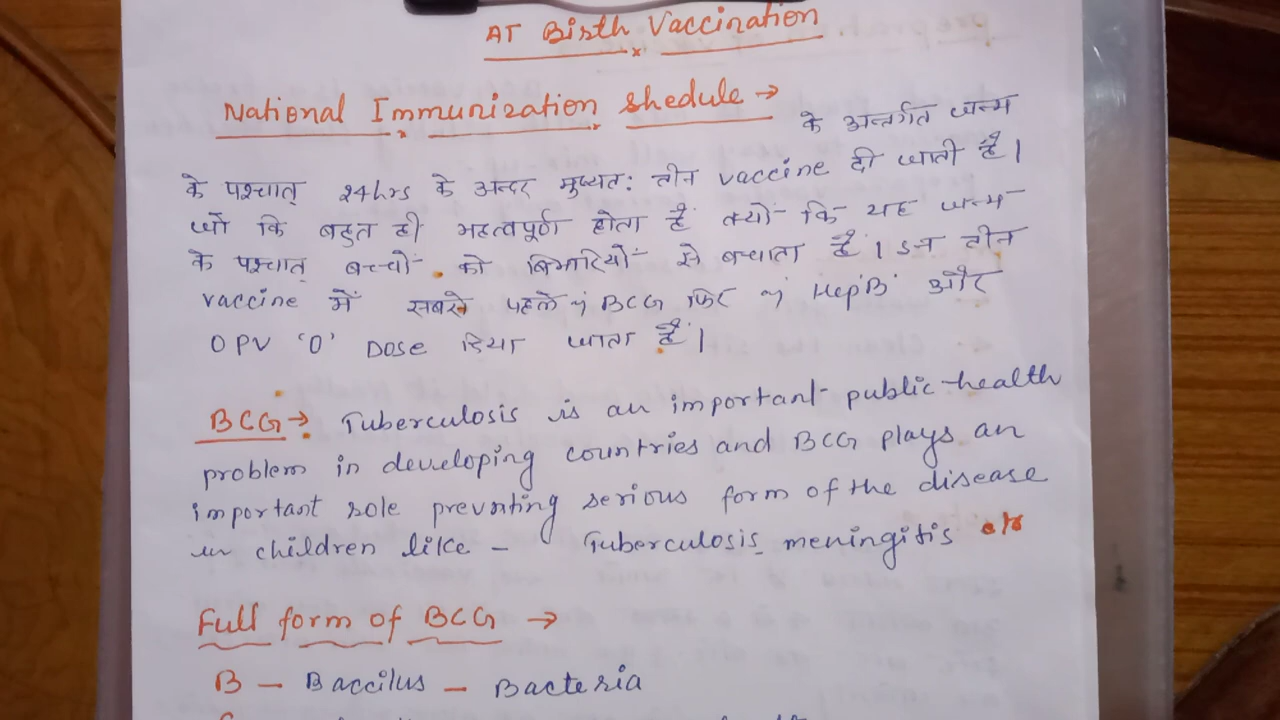 AT Birth Vaccination
National Immunization Shedule → के अन्तर्गत जन्म
के पश्चात् 24hrs के अन्दर मुख्यत: तीन vaccine दी जाती है।
जो कि बहुत ही महत्वपूर्ण होता है क्यो कि यह जन्म
के पश्चात् बच्चो को बिमारियो से बचाता है। इन तीन
vaccine में सबसे पहले BCG फिर Hep'B' और
OPV 'O' Dose दिया जाता है।
BCG → Tuberculosis is an important public health
problem in developing countries and BCG plays an
important role prevnting serious form of the disease
in children like - Tuberculosis meningitis etc
Full form of BCG →
B - Baccilus - Bacteria